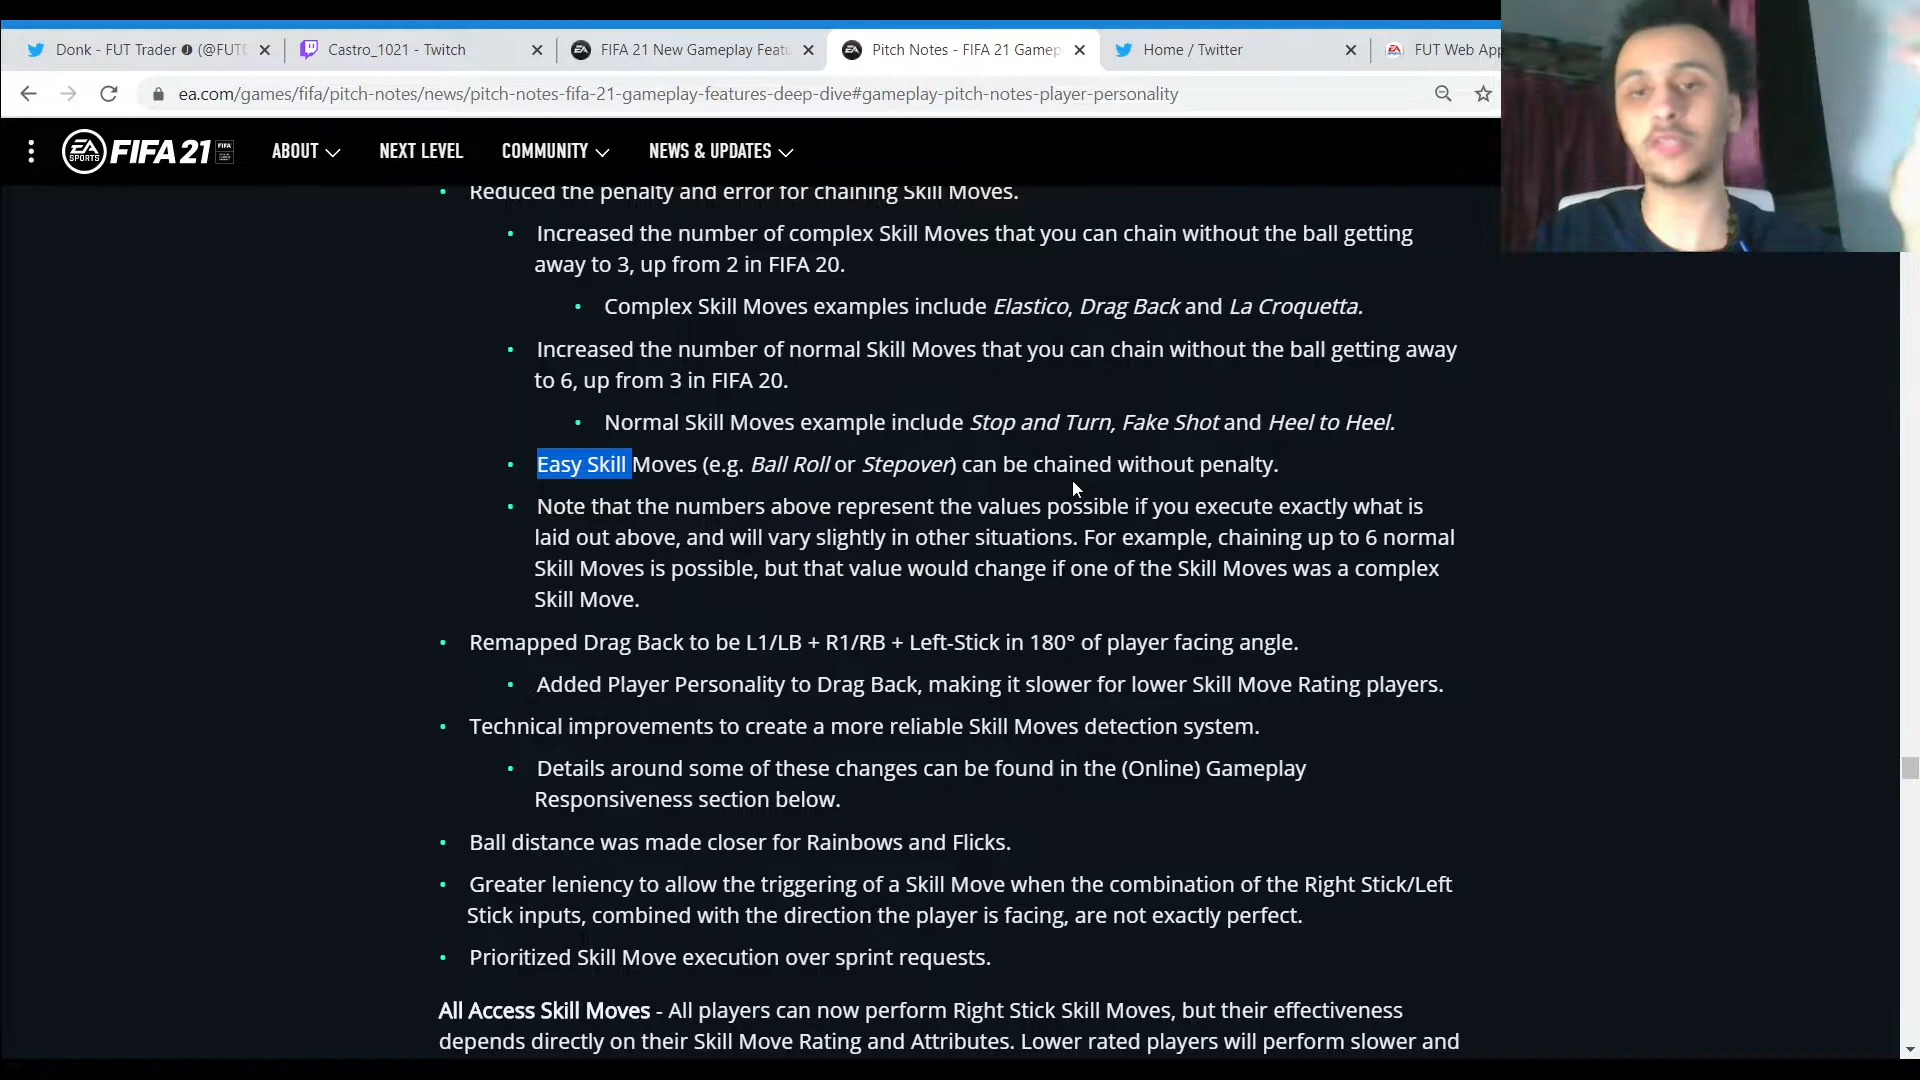 Donk - FUT Trader (@FUT
Castro_1021 - Twitch
FIFA 21 New Gameplay Featu
Pitch Notes - FIFA 21 Gamep
Home / Twitter
FUT Web App
ea.com/games/fifa/pitch-notes/news/pitch-notes-fifa-21-gameplay-features-deep-dive#gameplay-pitch-notes-player-personality
EA SPORTS FIFA 21 FIFA
ABOUT
NEXT LEVEL
COMMUNITY
NEWS & UPDATES
• Reduced the penalty and error for chaining Skill Moves.
• Increased the number of complex Skill Moves that you can chain without the ball getting
away to 3, up from 2 in FIFA 20.
• Complex Skill Moves examples include Elastico, Drag Back and La Croquetta.
• Increased the number of normal Skill Moves that you can chain without the ball getting away
to 6, up from 3 in FIFA 20.
• Normal Skill Moves example include Stop and Turn, Fake Shot and Heel to Heel.
• Easy Skill Moves (e.g. Ball Roll or Stepover) can be chained without penalty.
• Note that the numbers above represent the values possible if you execute exactly what is
laid out above, and will vary slightly in other situations. For example, chaining up to 6 normal
Skill Moves is possible, but that value would change if one of the Skill Moves was a complex
Skill Move.
• Remapped Drag Back to be L1/LB + R1/RB + Left-Stick in 180° of player facing angle.
• Added Player Personality to Drag Back, making it slower for lower Skill Move Rating players.
• Technical improvements to create a more reliable Skill Moves detection system.
• Details around some of these changes can be found in the (Online) Gameplay
Responsiveness section below.
• Ball distance was made closer for Rainbows and Flicks.
• Greater leniency to allow the triggering of a Skill Move when the combination of the Right Stick/Left
Stick inputs, combined with the direction the player is facing, are not exactly perfect.
• Prioritized Skill Move execution over sprint requests.
All Access Skill Moves - All players can now perform Right Stick Skill Moves, but their effectiveness
depends directly on their Skill Move Rating and Attributes. Lower rated players will perform slower and